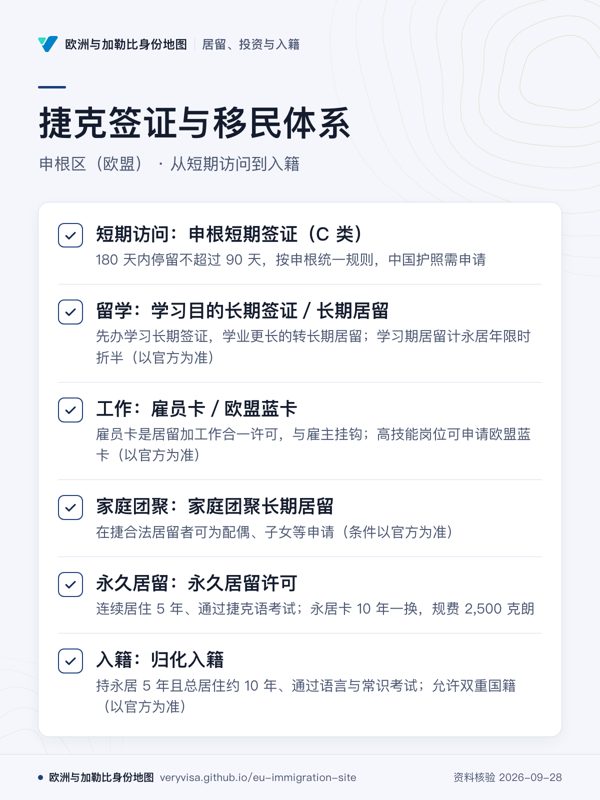 欧洲与加勒比身份地图 居留、投资与入籍
捷克签证与移民体系
申根区（欧盟） · 从短期访问到入籍
短期访问：申根短期签证（C 类）
180 天内停留不超过 90 天，按申根统一规则，中国护照需申请
留学：学习目的长期签证 / 长期居留
先办学习长期签证，学业更长的转长期居留；学习期居留计永居年限时
折半（以官方为准）
工作：雇员卡 / 欧盟蓝卡
雇员卡是居留加工作合一许可，与雇主挂钩；高技能岗位可申请欧盟蓝
卡（以官方为准）
家庭团聚：家庭团聚长期居留
在捷合法居留者可为配偶、子女等申请（条件以官方为准）
永久居留：永久居留许可
连续居住 5 年、通过捷克语考试；永居卡 10 年一换，规费 2,500 克朗
入籍：归化入籍
持永居 5 年且总居住约 10 年、通过语言与常识考试；允许双重国籍
（以官方为准）
欧洲与加勒比身份地图 veryvisa.github.io/eu-immigration-site 资料核验 2026-09-28